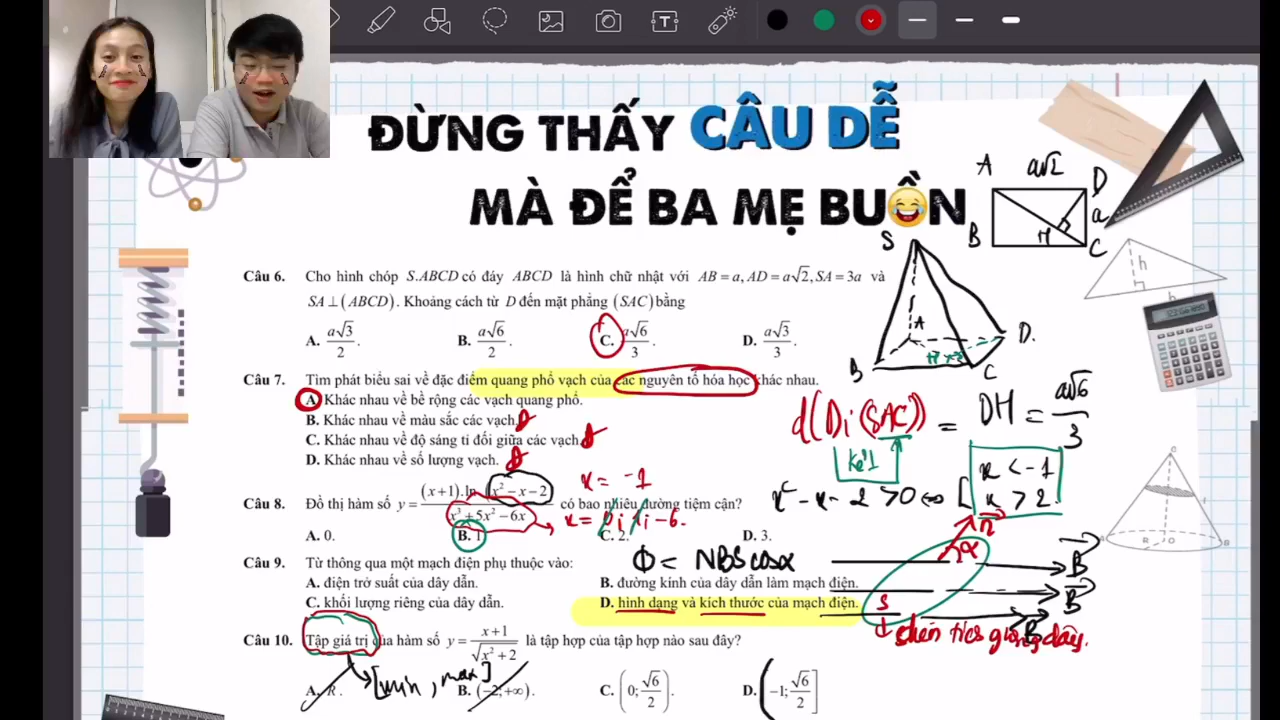 ĐỪNG THẤY CÂU DỄ
MÀ ĐỂ BA MẸ BUỒN
A a√2 D
a
B H C
S
A D.
B H C
h
Câu 6. Cho hình chóp S.ABCD có đáy ABCD là hình chữ nhật với AB = a, AD = a√2, SA = 3a và
SA ⊥ (ABCD). Khoảng cách từ D đến mặt phẳng (SAC) bằng
A. a√3/2. B. a√6/2. C. a√6/3. D. a√3/3.
Câu 7. Tìm phát biểu sai về đặc điểm quang phổ vạch của các nguyên tố hóa học khác nhau.
A. Khác nhau về bề rộng các vạch quang phổ.
B. Khác nhau về màu sắc các vạch.
C. Khác nhau về độ sáng tỉ đối giữa các vạch
D. Khác nhau về số lượng vạch.
d(D; (SAC)) = DH = a√6/3
x = -1
x² - x - 2 > 0 ⇔ [ x < -1
x > 2
Câu 8. Đồ thị hàm số y = (x+1).ln(x² - x - 2) / x³ + 5x² - 6x có bao nhiêu đường tiệm cận?
x = 0; 1; -6.
A. 0. B. 1 C. 2. D. 3.
R O B
Câu 9. Từ thông qua một mạch điện phụ thuộc vào:
Φ = NBS cosα
n
α
B
B
B
S
A. điện trở suất của dây dẫn. B. đường kính của dây dẫn làm mạch điện.
C. khối lượng riêng của dây dẫn. D. hình dạng và kích thước của mạch điện.
Câu 10. Tập giá trị của hàm số y = x+1/√x²+2 là tập hợp của tập hợp nào sau đây?
[min, max]
A. R. B. (-2;+∞). C. (0; √6/2). D. (-1; √6/2]